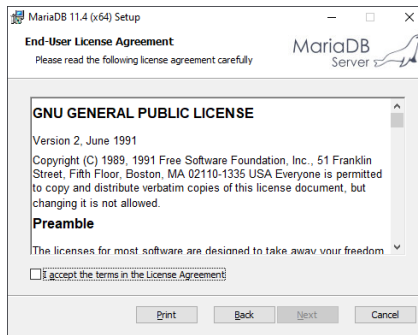 MariaDB 11.4 (x64) Setup
End-User License Agreement
Please read the following license agreement carefully
MariaDB
Server
GNU GENERAL PUBLIC LICENSE
Version 2, June 1991
Copyright (C) 1989, 1991 Free Software Foundation, Inc., 51 Franklin
Street, Fifth Floor, Boston, MA 02110-1335 USA Everyone is permitted
to copy and distribute verbatim copies of this license document, but
changing it is not allowed.
Preamble
The licenses for most software are designed to take away your freedom
I accept the terms in the License Agreement
Print
Back
Next
Cancel